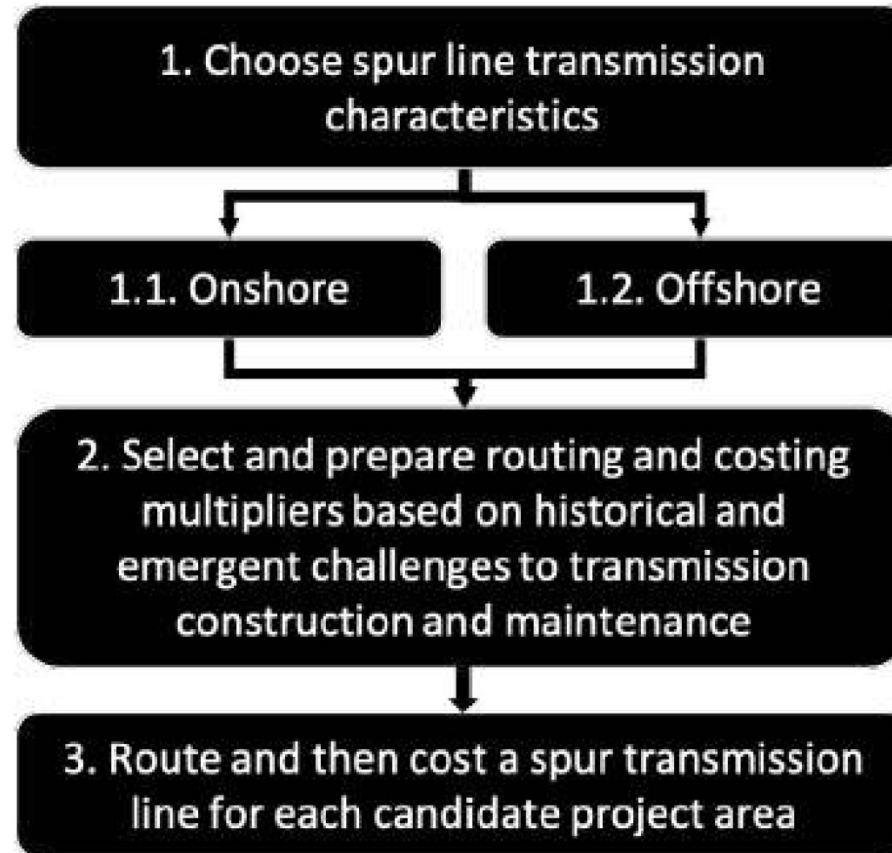 1. Choose spur line transmission
characteristics
1.1. Onshore
1.2. Offshore
2. Select and prepare routing and costing
multipliers based on historical and
emergent challenges to transmission
construction and maintenance
3. Route and then cost a spur transmission
line for each candidate project area